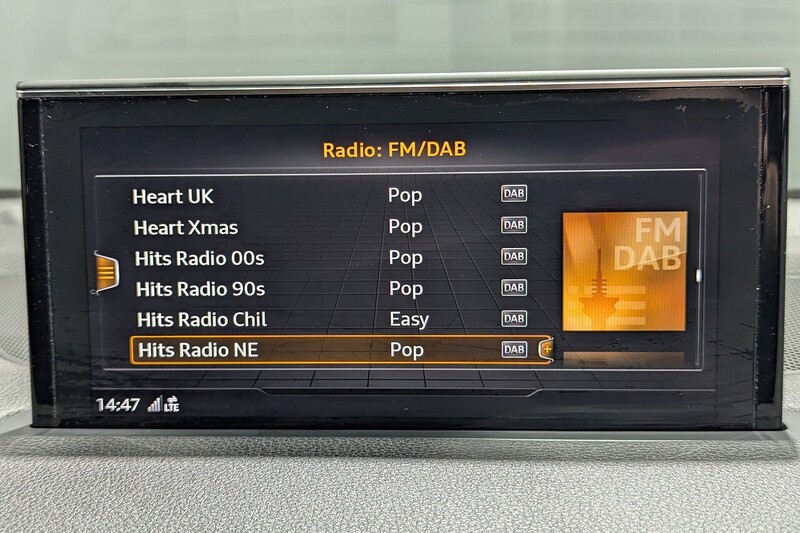 Radio: FM/DAB
Heart UK Pop DAB
Heart Xmas Pop DAB
Hits Radio 00s Pop DAB
Hits Radio 90s Pop DAB
Hits Radio Chil Easy DAB
Hits Radio NE Pop DAB
FM
DAB
14:47 LTE